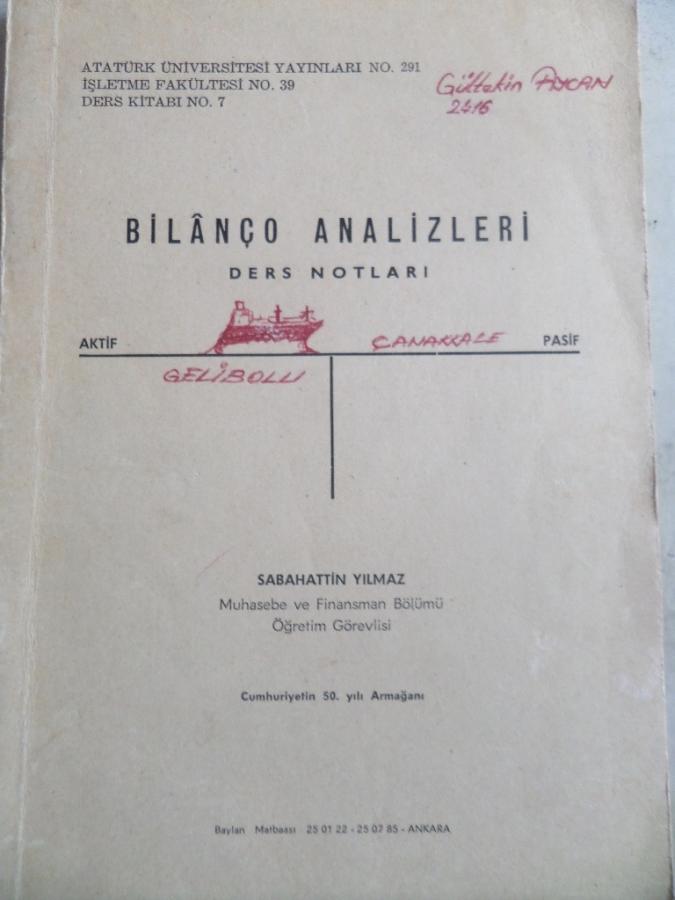 ATATÜRK ÜNİVERSİTESİ YAYINLARI NO. 291
İŞLETME FAKÜLTESİ NO. 39
DERS KİTABI NO. 7
Gültekin AYCAN
2416
BİLÂNÇO ANALİZLERİ
DERS NOTLARI
AKTİF
ÇANAKKALE
PASİF
GELİBOLU
SABAHATTİN YILMAZ
Muhasebe ve Finansman Bölümü
Öğretim Görevlisi
Cumhuriyetin 50. yılı Armağanı
Baylan Matbaası 25 01 22 - 25 07 85 - ANKARA